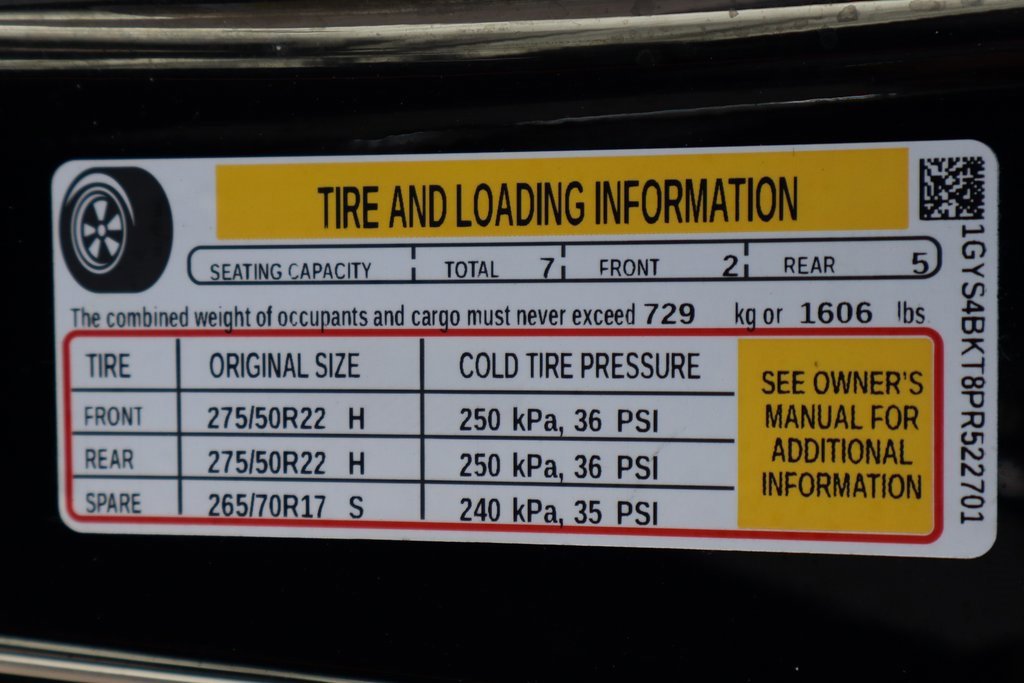 TIRE AND LOADING INFORMATION
SEATING CAPACITY TOTAL 7 FRONT 2 REAR 5
The combined weight of occupants and cargo must never exceed 729 kg or 1606 lbs
TIRE ORIGINAL SIZE COLD TIRE PRESSURE
FRONT 275/50R22 H 250 kPa, 36 PSI
REAR 275/50R22 H 250 kPa, 36 PSI
SPARE 265/70R17 S 240 kPa, 35 PSI
SEE OWNER'S
MANUAL FOR
ADDITIONAL
INFORMATION
1GYS4BKT8PR522701